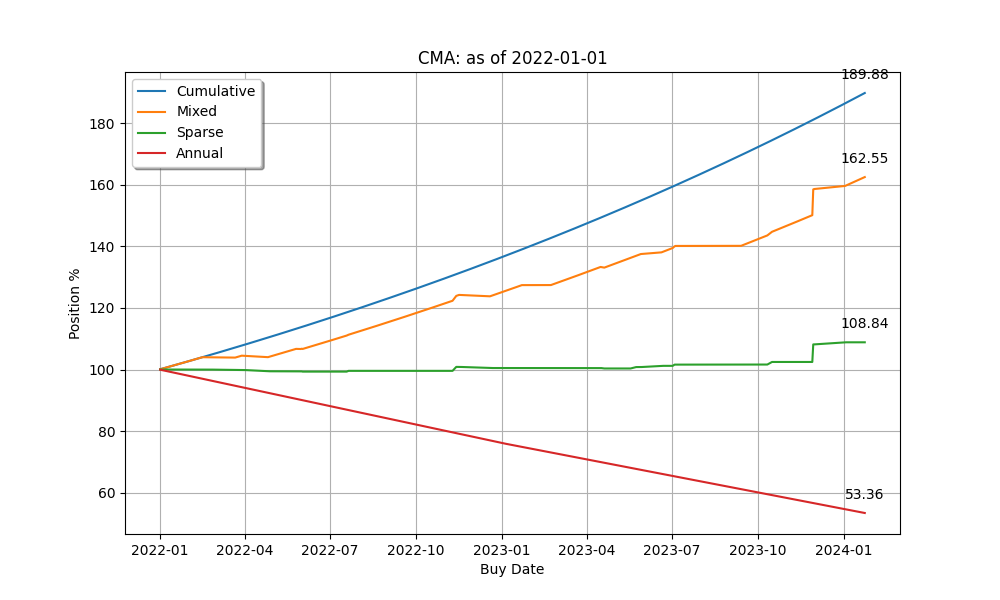 CMA: as of 2022-01-01
189.88
Cumulative
Mixed
Sparse
Annual
180
162.55
160
140
Position %
120
108.84
100
80
60
53.36
2022-01 2022-04 2022-07 2022-10 2023-01 2023-04 2023-07 2023-10 2024-01
Buy Date